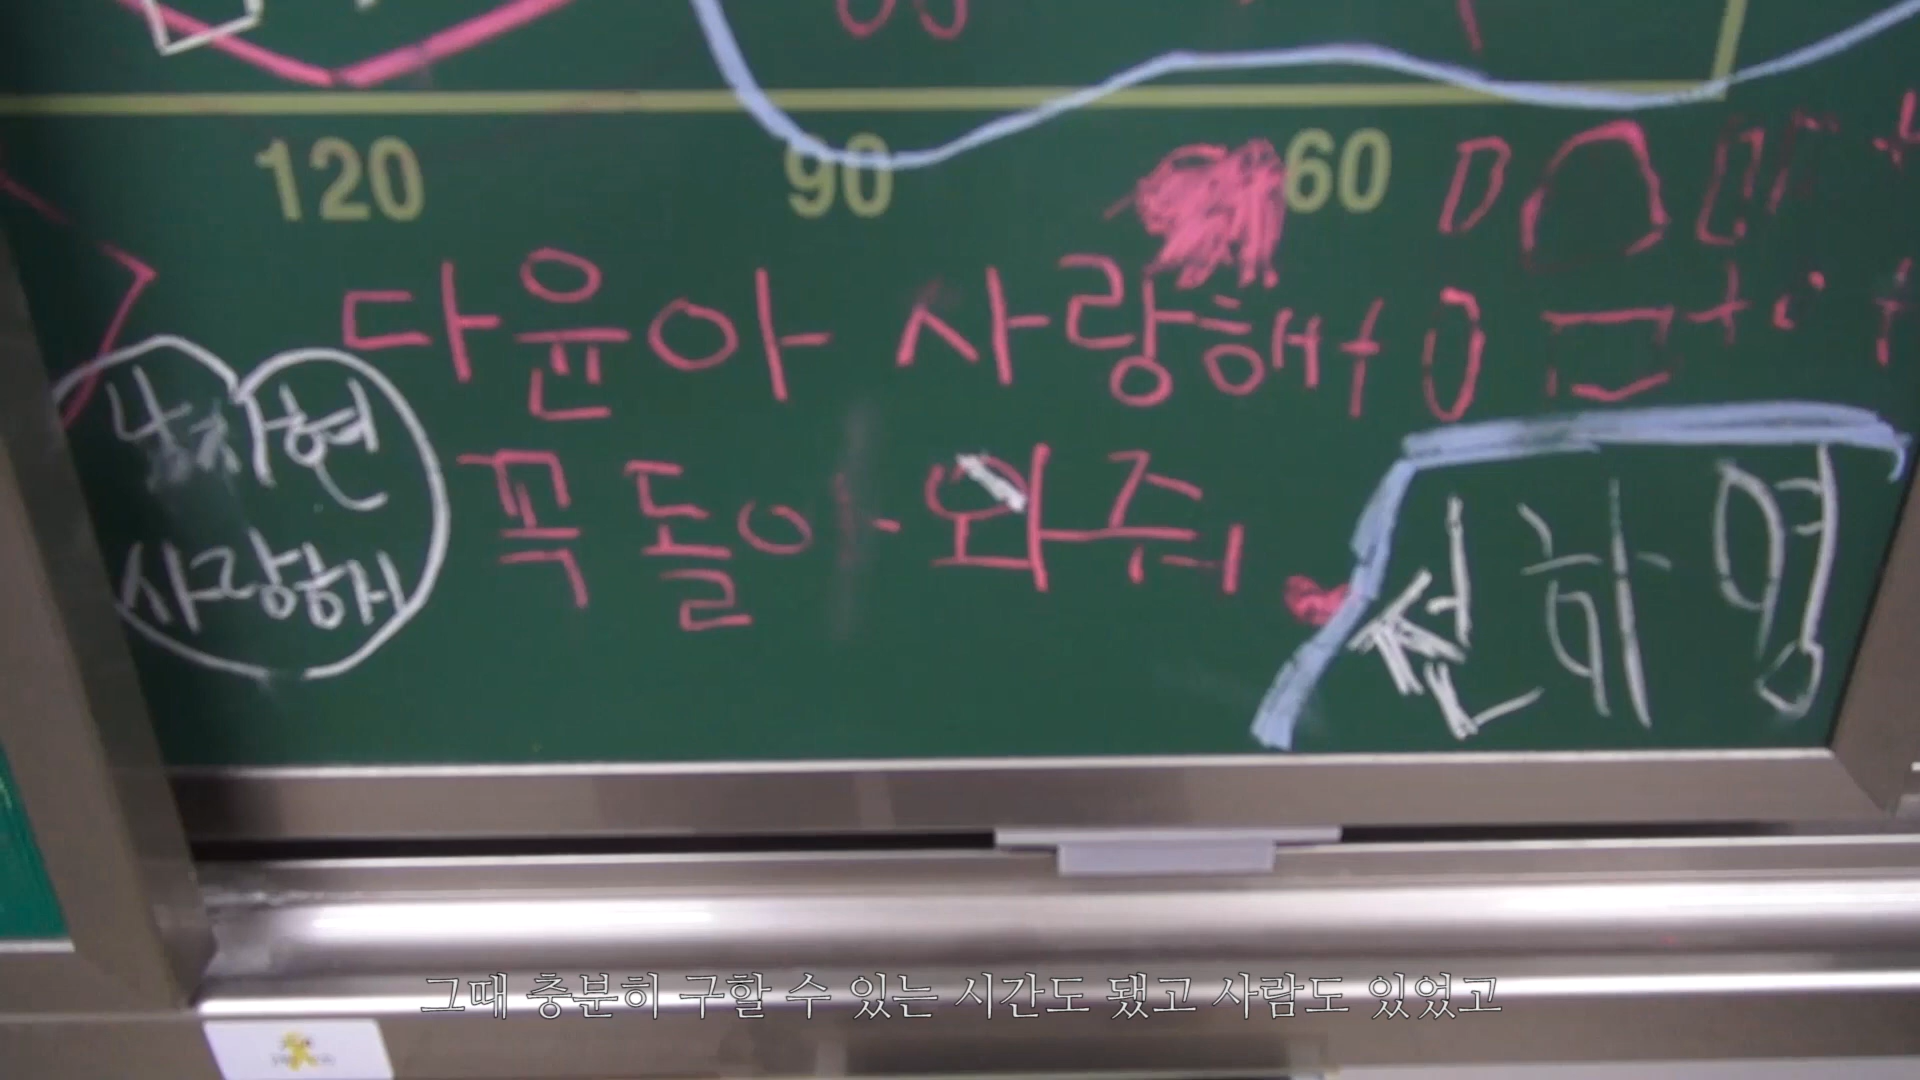 120 90 60
다윤아 사랑해
꼭 돌아와줘
사랑해
전하영
그때 충분히 구할 수 있는 시간도 됐고 사람도 있었고